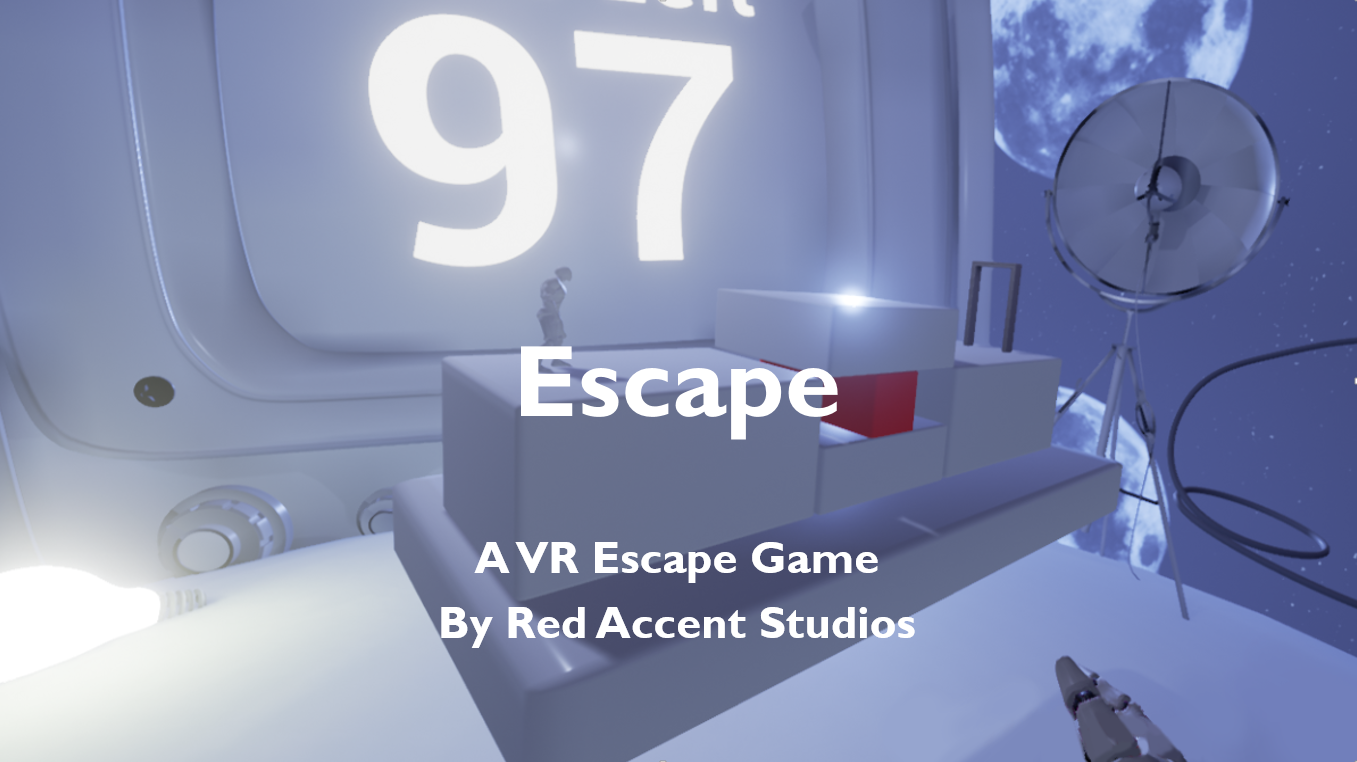 97
Escape
A VR Escape Game
By Red Accent Studios